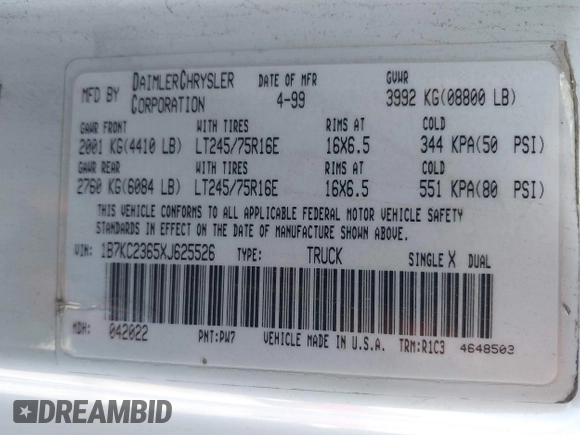 MFD BY DAIMLERCHRYSLER CORPORATION DATE OF MFR 4-99 GVWR 3992 KG(08800 LB)
GAWR FRONT WITH TIRES RIMS AT COLD
2001 KG(4410 LB) LT245/75R16E 16X6.5 344 KPA(50 PSI)
GAWR REAR WITH TIRES RIMS AT COLD
2760 KG(6084 LB) LT245/75R16E 16X6.5 551 KPA(80 PSI)
THIS VEHICLE CONFORMS TO ALL APPLICABLE FEDERAL MOTOR VEHICLE SAFETY
STANDARDS IN EFFECT ON THE DATE OF MANUFACTURE SHOWN ABOVE
VIN: 1B7KC2365XJ625526 TYPE: TRUCK SINGLE X DUAL
MDH: 042022 PNT:PW7 VEHICLE MADE IN U.S.A. TRM:R1C3 4648503
DREAMBID